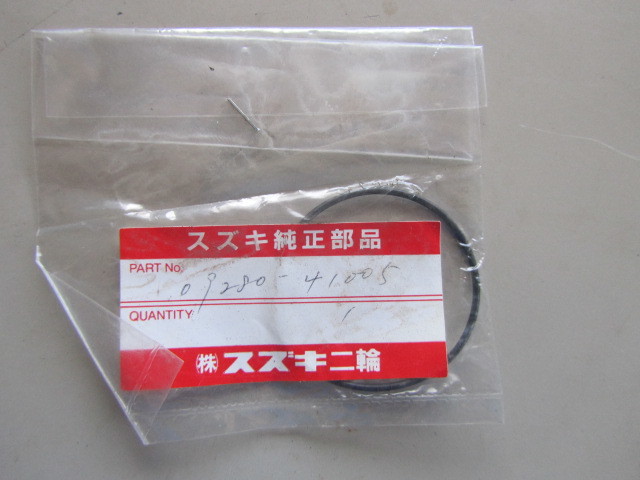 スズキ純正部品
PART No. 09280-41005
QUANTITY 1
㈱スズキ二輪